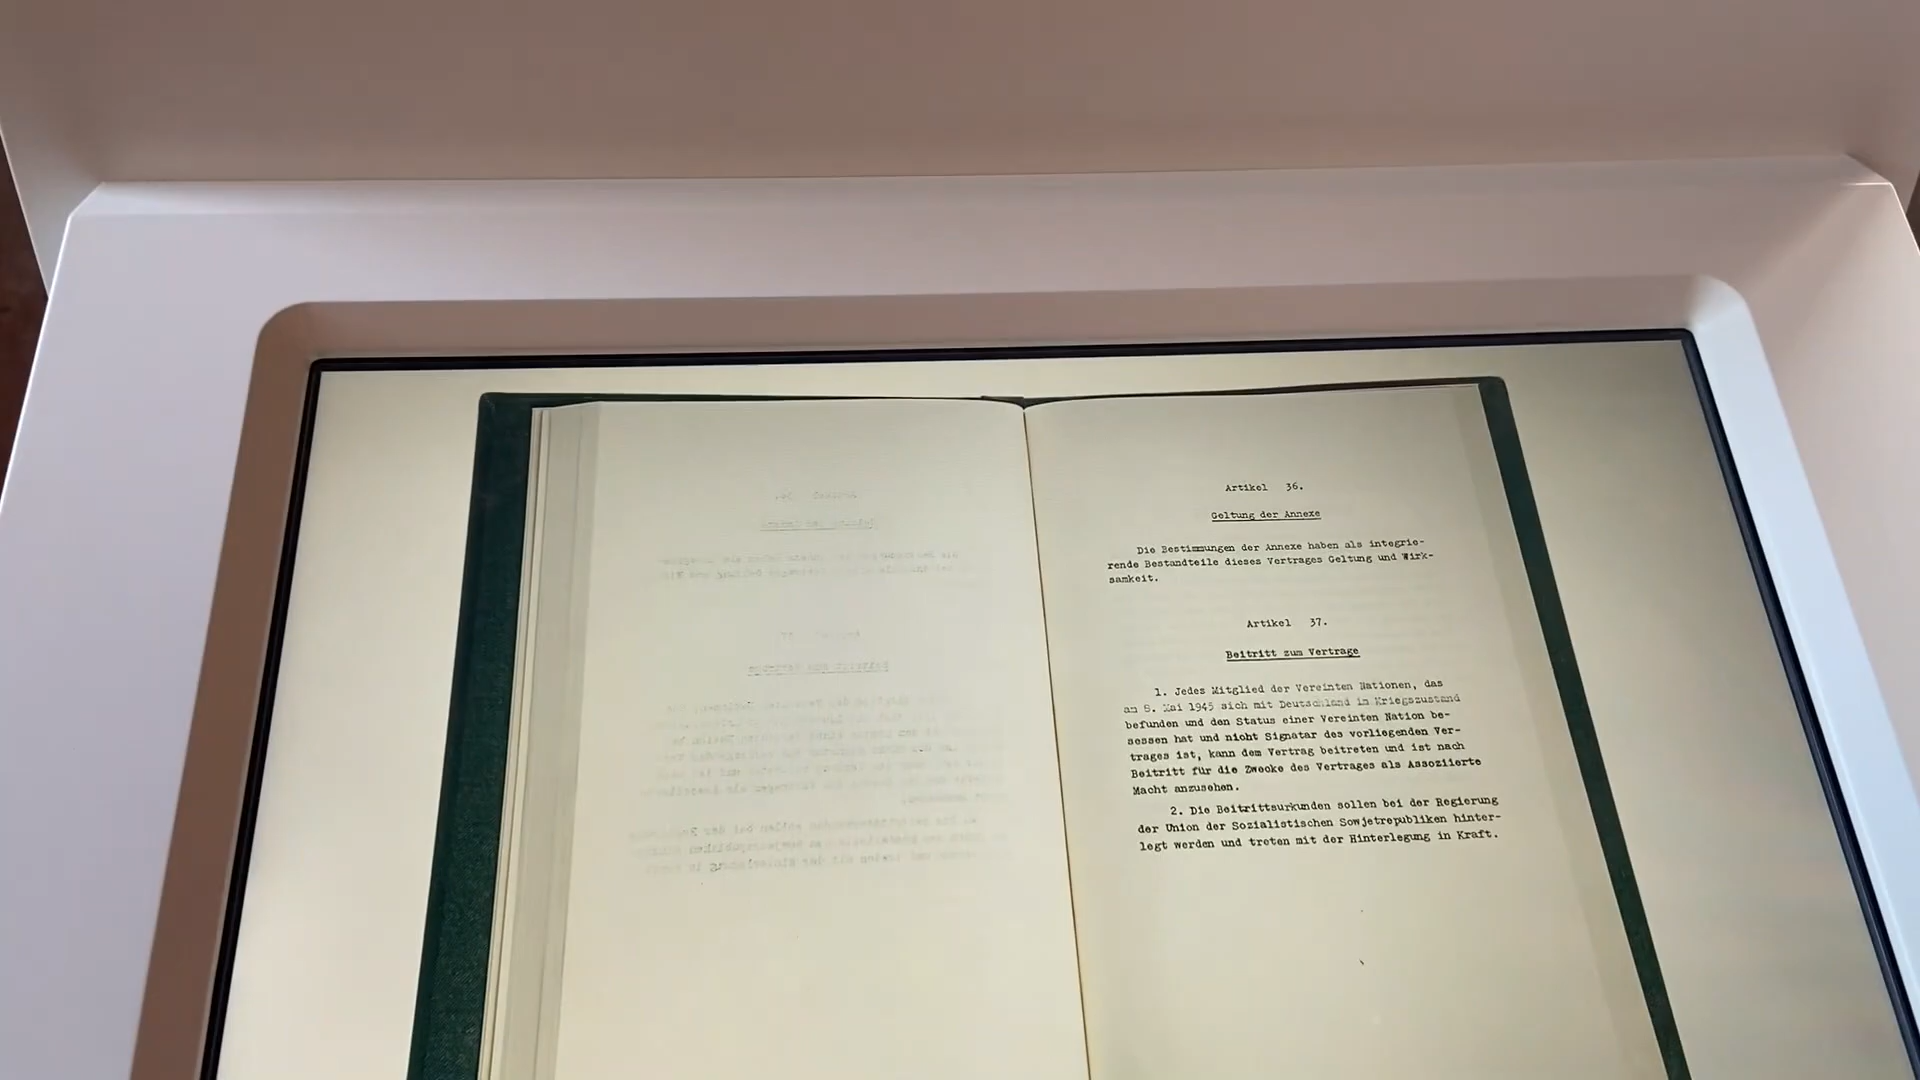 Artikel 36.
Geltung der Annexe
Die Bestimmungen der Annexe haben als integrie-
rende Bestandteile dieses Vertrages Geltung und Wirk-
samkeit.
Artikel 37.
Beitritt zum Vertrage
1. Jedes Mitglied der Vereinten Nationen, das
am 8. Mai 1945 sich mit Deutschland im Kriegszustand
befunden und den Status einer Vereinten Nation be-
sessen hat und nicht Signatar des vorliegenden Ver-
trages ist, kann dem Vertrag beitreten und ist nach
Beitritt für die Zwecke des Vertrages als Assoziierte
Macht anzusehen.
2. Die Beitrittsurkunden sollen bei der Regierung
der Union der Sozialistischen Sowjetrepubliken hinter-
legt werden und treten mit der Hinterlegung in Kraft.